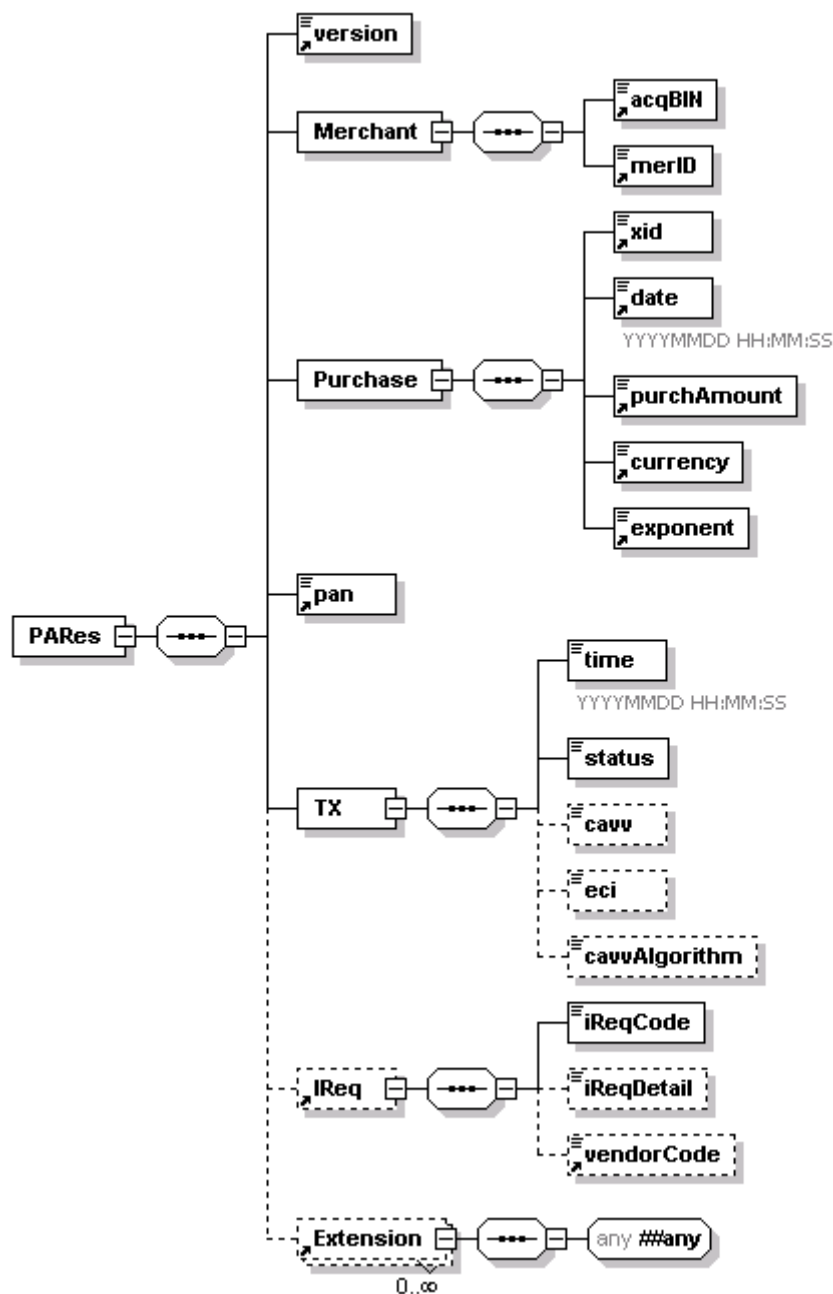 version
Merchant
acqBIN
merID
Purchase
xid
date
YYYYMMDD HH:MM:SS
purchAmount
currency
exponent
PARes
pan
TX
time
YYYYMMDD HH:MM:SS
status
cavv
eci
cavvAlgorithm
IReq
iReqCode
iReqDetail
vendorCode
Extension
any ##any
0..∞